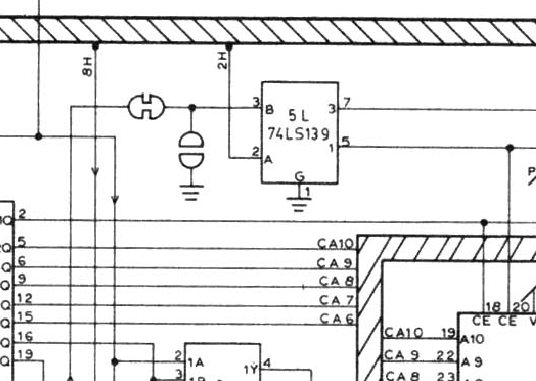 8H
2H
3 B 3 7
5L
74LS139
1 5
2 A
G
1
P
Q 2
Q 5 CA10
Q 6 CA9
Q 9 CA8
Q 12 CA7
Q 15 CA6
Q 16
Q 19
2 1A
3 1B
1Y 4
18 20
CE CE V
CA10 19 A10
CA9 22 A9
CA8 23